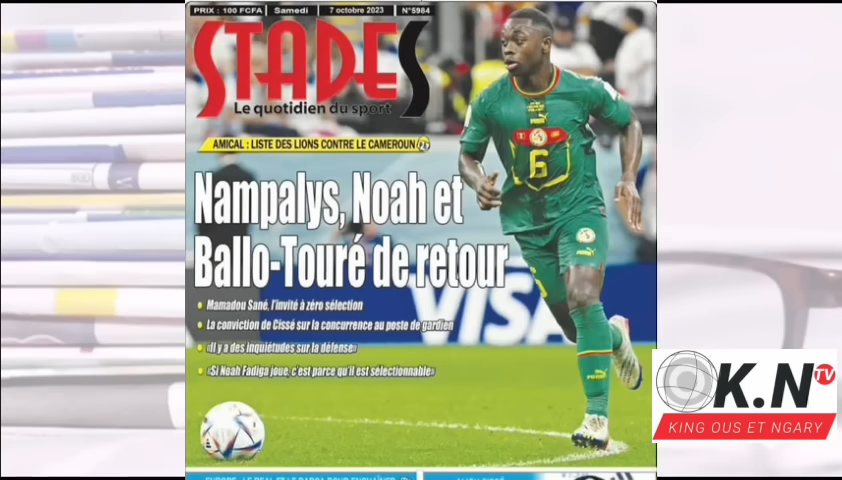 PRIX : 100 FCFA
Samedi
7 octobre 2023
N°5984
STADES
Le quotidien du sport
AMICAL : LISTE DES LIONS CONTRE LE CAMEROUN
Nampalys, Noah et
Ballo-Touré de retour
Mamadou Sané, l'invité à zéro sélection
La conviction de Cissé sur la concurrence au poste de gardien
«Il y a des inquiétudes sur la défense»
«Si Noah Fadiga joue, c'est parce qu'il est sélectionnable»
VISA
6
PUMA
K.N TV
KING OUS ET NGARY